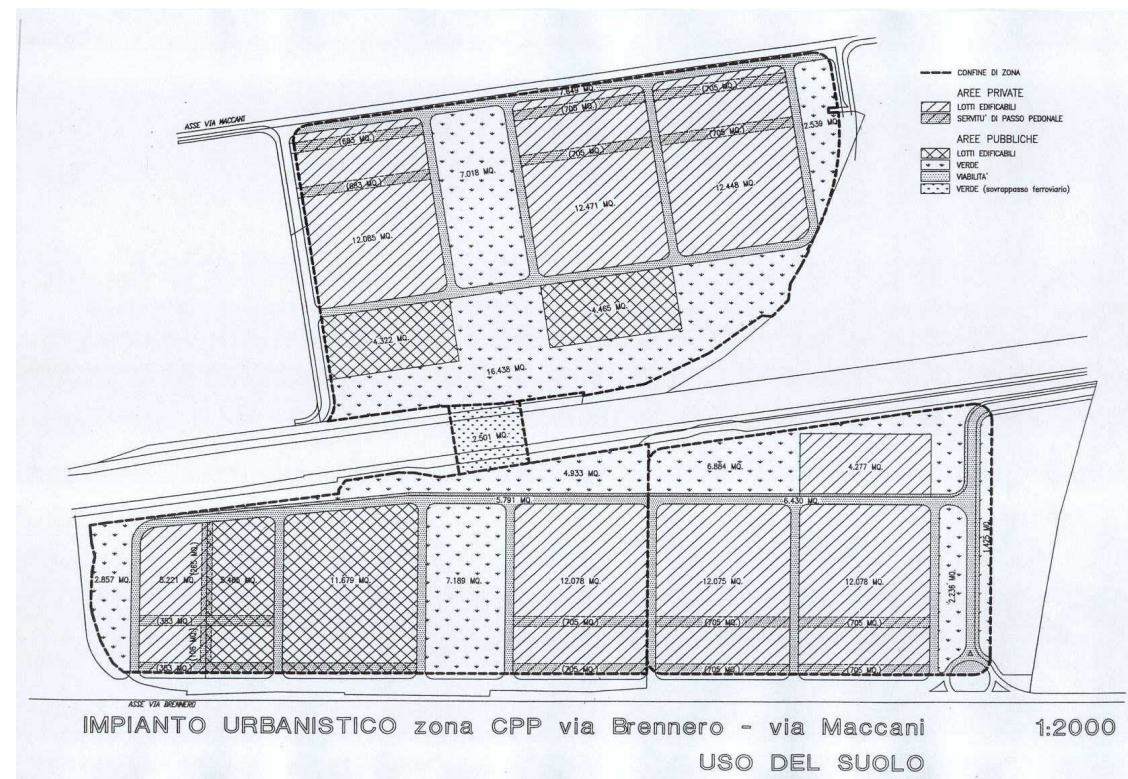 ASSE VIA MACCANI
CONFINE DI ZONA
AREE PRIVATE
LOTTI EDIFICABILI
SERVITU' DI PASSO PEDONALE
AREE PUBBLICHE
LOTTI EDIFICABILI
VERDE
VIABILITA'
VERDE (sovrappasso ferroviario)
(705 MQ.)
(705 MQ.)
2.539 MQ.
(683 MQ.)
(705 MQ.)
(705 MQ.)
7.018 MQ.
(683 MQ.)
12.448 MQ.
12.471 MQ.
12.065 MQ.
4.465 MQ.
4.322 MQ.
16.438 MQ.
2.501 MQ.
4.933 MQ.
6.884 MQ.
4.277 MQ.
5.791 MQ.
6.430 MQ.
1.425 MQ.
2.857 MQ.
5.221 MQ.
(265 MQ.)
5.465 MQ.
11.679 MQ.
7.189 MQ.
12.078 MQ.
12.075 MQ.
12.078 MQ.
2.236 MQ.
(353 MQ.)
(705 MQ.)
(705 MQ.)
(705 MQ.)
(353 MQ.)
(705 MQ.)
(705 MQ.)
(705 MQ.)
ASSE VIA BRENNERO
IMPIANTO URBANISTICO zona CPP via Brennero - via Maccani 1:2000
USO DEL SUOLO